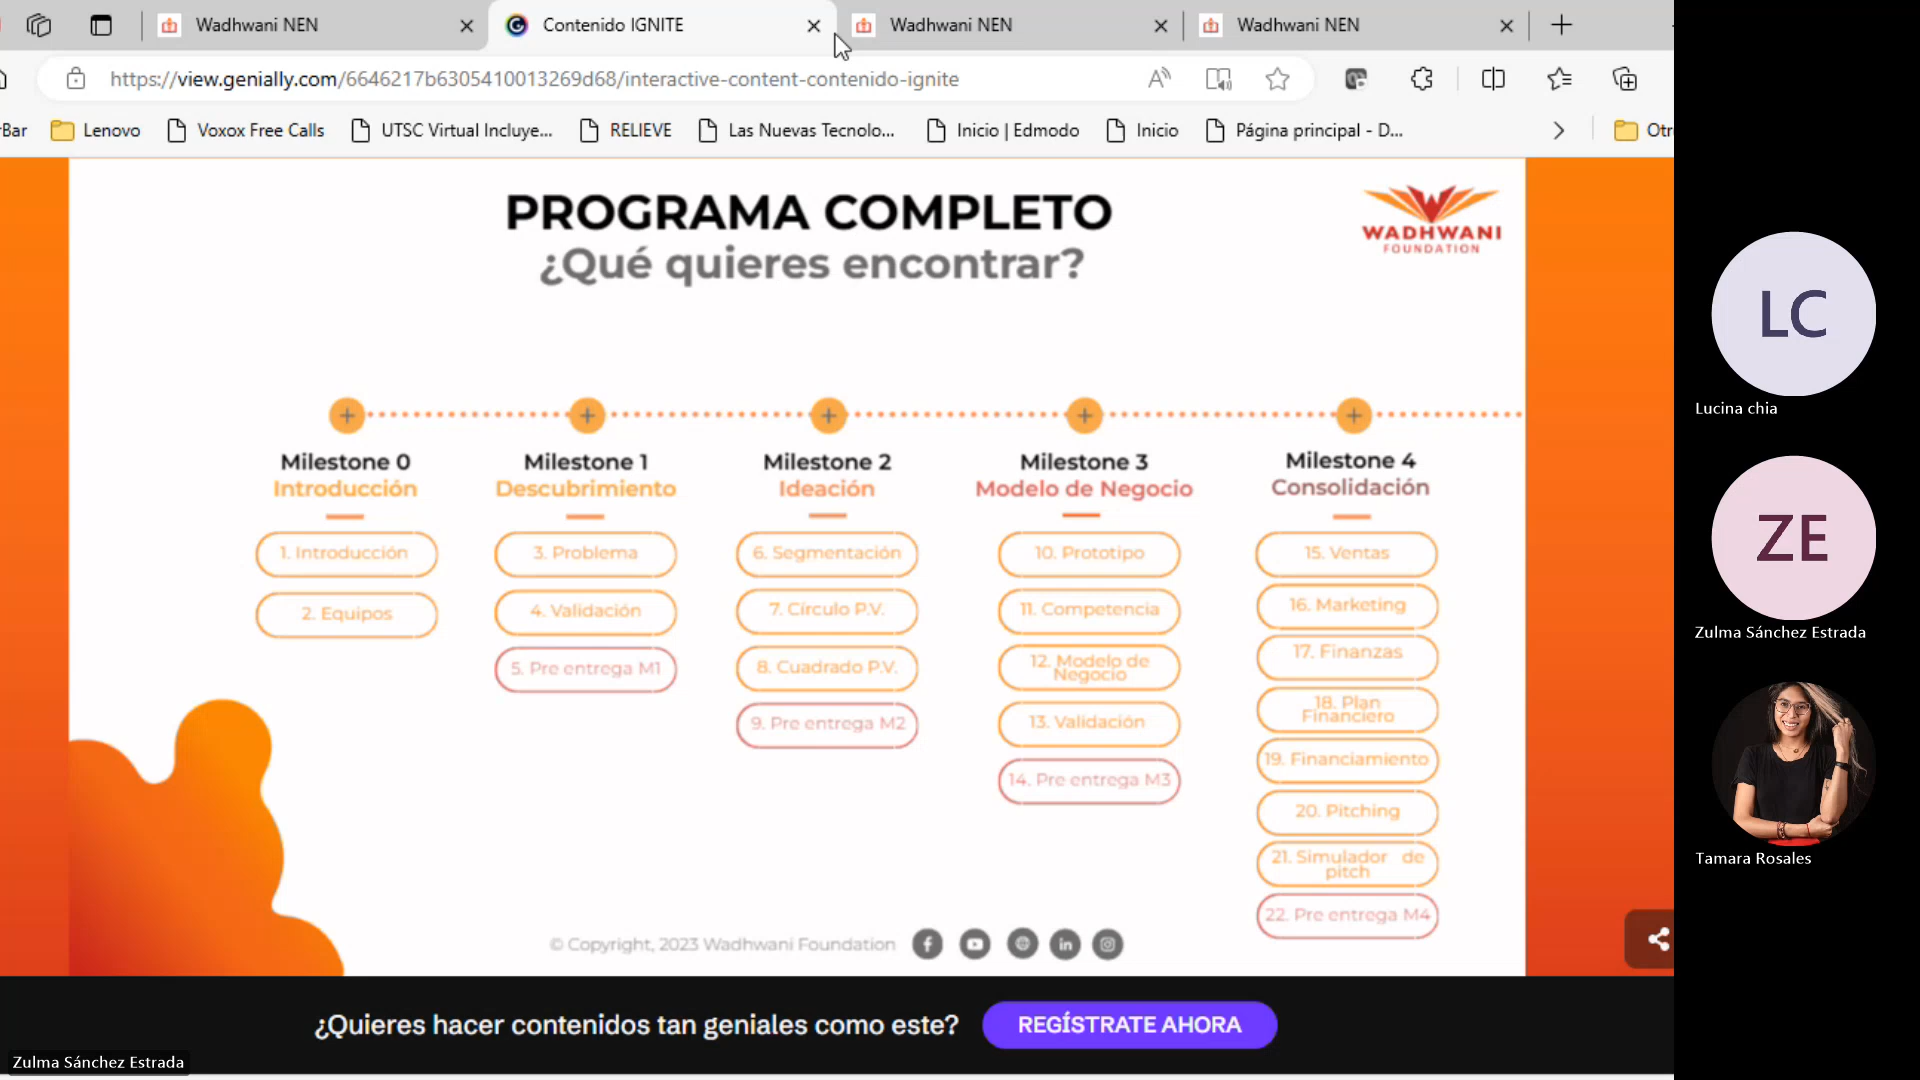 Wadhwani NEN
Contenido IGNITE
Wadhwani NEN
Wadhwani NEN
https://view.genially.com/6646217b6305410013269d68/interactive-content-contenido-ignite
Bar
Lenovo
Voxox Free Calls
UTSC Virtual Incluye...
RELIEVE
Las Nuevas Tecnolo...
Inicio | Edmodo
Inicio
Página principal - D...
Otr
PROGRAMA COMPLETO
¿Qué quieres encontrar?
WADHWANI
FOUNDATION
Milestone 0
Introducción
1. Introducción
2. Equipos
Milestone 1
Descubrimiento
3. Problema
4. Validación
5. Pre entrega M1
Milestone 2
Ideación
6. Segmentación
7. Círculo P.V.
8. Cuadrado P.V.
9. Pre entrega M2
Milestone 3
Modelo de Negocio
10. Prototipo
11. Competencia
12. Modelo de
Negocio
13. Validación
14. Pre entrega M3
Milestone 4
Consolidación
15. Ventas
16. Marketing
17. Finanzas
18. Plan
Financiero
19. Financiamiento
20. Pitching
21. Simulador de
pitch
22. Pre entrega M4
© Copyright, 2023 Wadhwani Foundation
¿Quieres hacer contenidos tan geniales como este?
REGÍSTRATE AHORA
Zulma Sánchez Estrada
LC
Lucina chia
ZE
Zulma Sánchez Estrada
Tamara Rosales